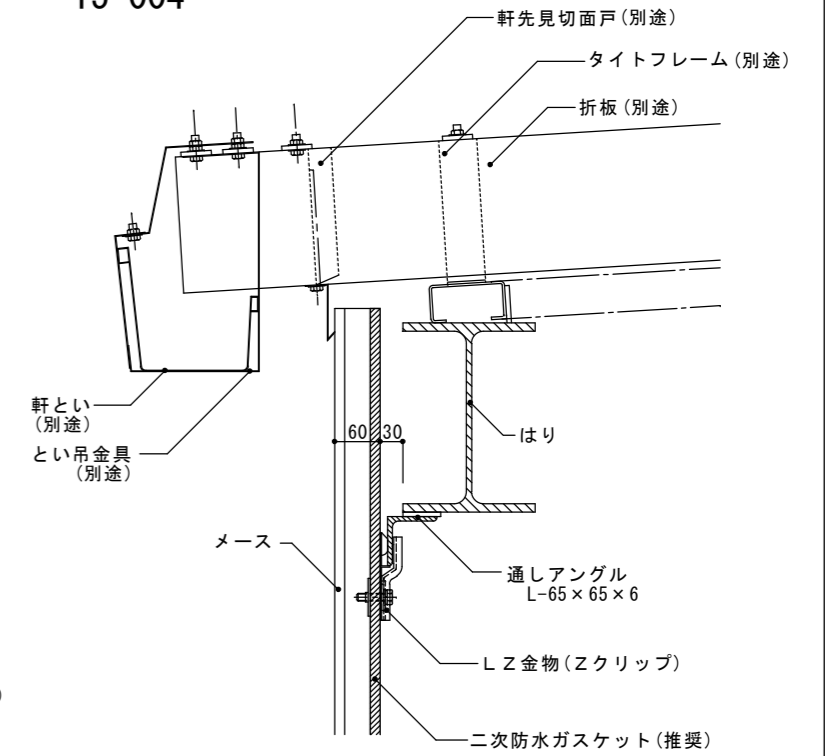 軒先見切面戸(別途)
タイトフレーム(別途)
折板(別途)
軒とい
(別途)
とい吊金具
(別途)
60 30
はり
メース
通しアングル
L-65×65×6
LZ金物(Zクリップ)
二次防水ガスケット(推奨)